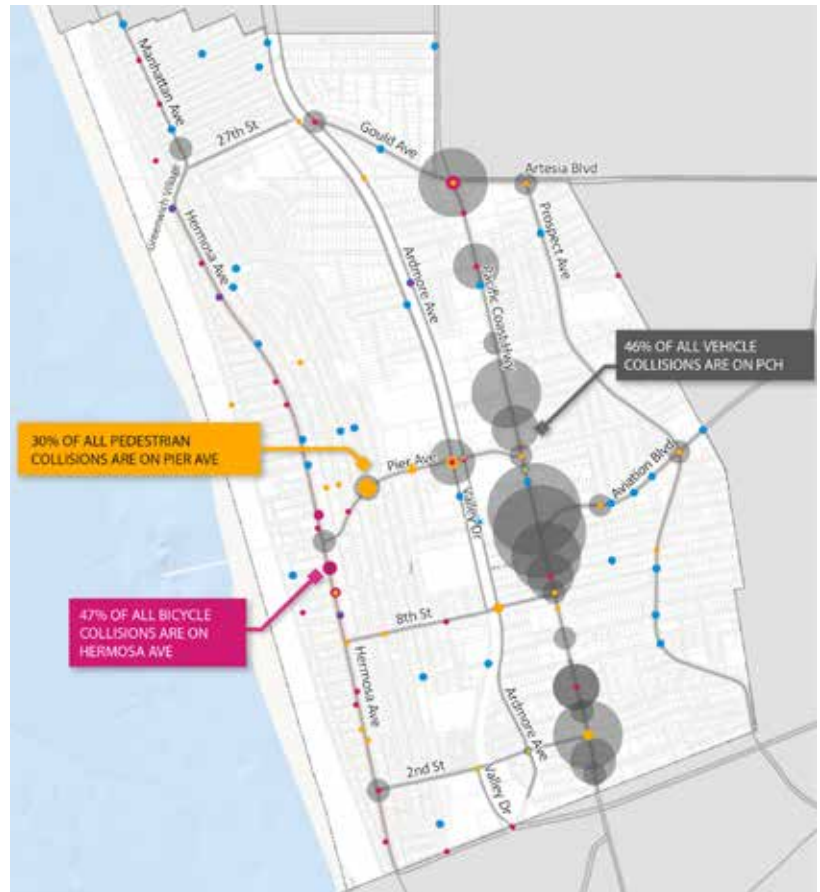 Manhattan Ave
27th St
Gould Ave
Artesia Blvd
Greenwich Village
Hermosa Ave
Ardmore Ave
Prospect Ave
Pacific Coast Hwy
46% OF ALL VEHICLE
COLLISIONS ARE ON PCH
30% OF ALL PEDESTRIAN
COLLISIONS ARE ON PIER AVE
Pier Ave
Aviation Blvd
Valley Dr
47% OF ALL BICYCLE
COLLISIONS ARE ON
HERMOSA AVE
8th St
Hermosa Ave
Ardmore Ave
2nd St
Valley Dr